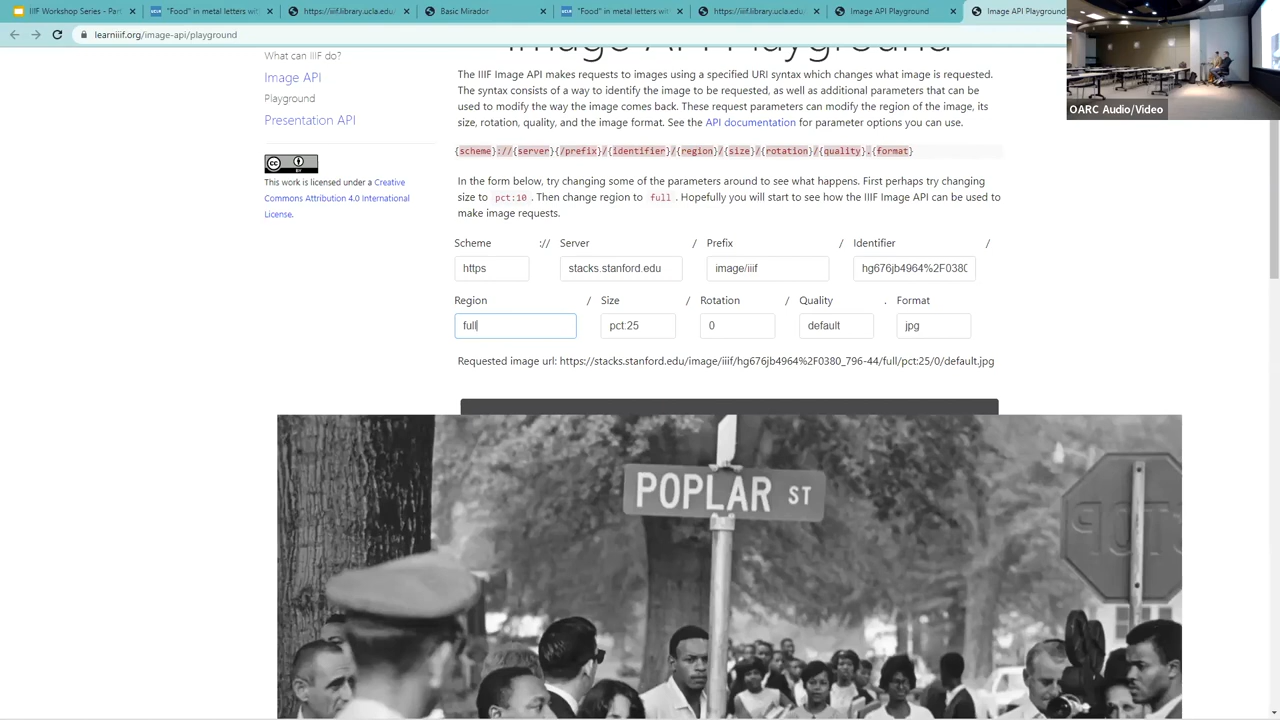 IIIF Workshop Series - Part
"Food" in metal letters wit
https://iiif.library.ucla.edu
Basic Mirador
"Food" in metal letters wit
https://iiif.library.ucla.edu
Image API Playground
Image API Playground
learniiif.org/image-api/playground
OARC Audio/Video
Image API Playground
What can IIIF do?
Image API
Playground
Presentation API
CC
BY
This work is licensed under a Creative
Commons Attribution 4.0 International
License.
The IIIF Image API makes requests to images using a specified URI syntax which changes what image is requested.
The syntax consists of a way to identify the image to be requested, as well as additional parameters that can be
used to modify the way the image comes back. These request parameters can modify the region of the image, its
size, rotation, quality, and the image format. See the API documentation for parameter options you can use.
{scheme}://{server}{/prefix}/{identifier}/{region}/{size}/{rotation}/{quality}.{format}
In the form below, try changing some of the parameters around to see what happens. First perhaps try changing
size to pct:10 . Then change region to full . Hopefully you will start to see how the IIIF Image API can be used to
make image requests.
Scheme :// Server / Prefix / Identifier /
https stacks.stanford.edu image/iiif hg676jb4964%2F0380
Region / Size / Rotation / Quality . Format
full pct:25 0 default jpg
Requested image url: https://stacks.stanford.edu/image/iiif/hg676jb4964%2F0380_796-44/full/pct:25/0/default.jpg
POPLAR ST
STOP